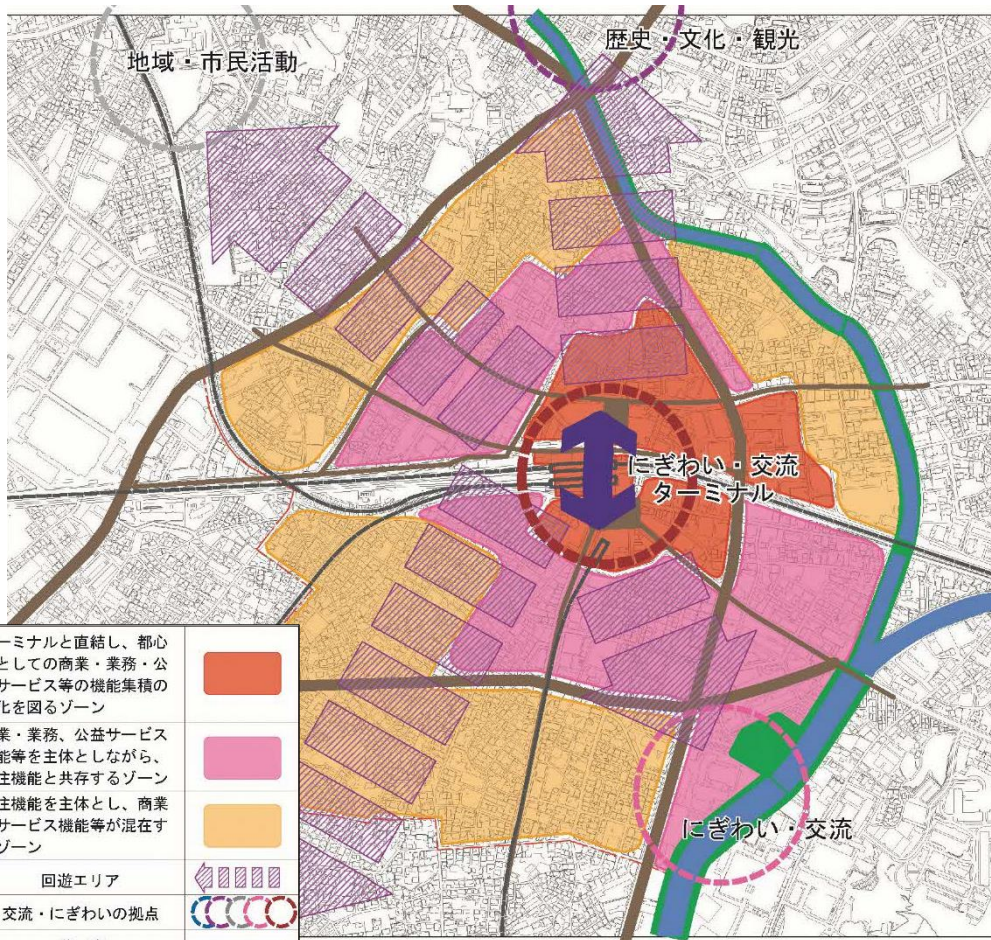 地域・市民活動
歴史・文化・観光
にぎわい・交流
ターミナル
にぎわい・交流
ーミナルと直結し、都心
としての商業・業務・公
サービス等の機能集積の
化を図るゾーン
業・業務、公益サービス
能等を主体としながら、
住機能と共存するゾーン
住機能を主体とし、商業
サービス機能等が混在す
ゾーン
回遊エリア
交流・にぎわいの拠点